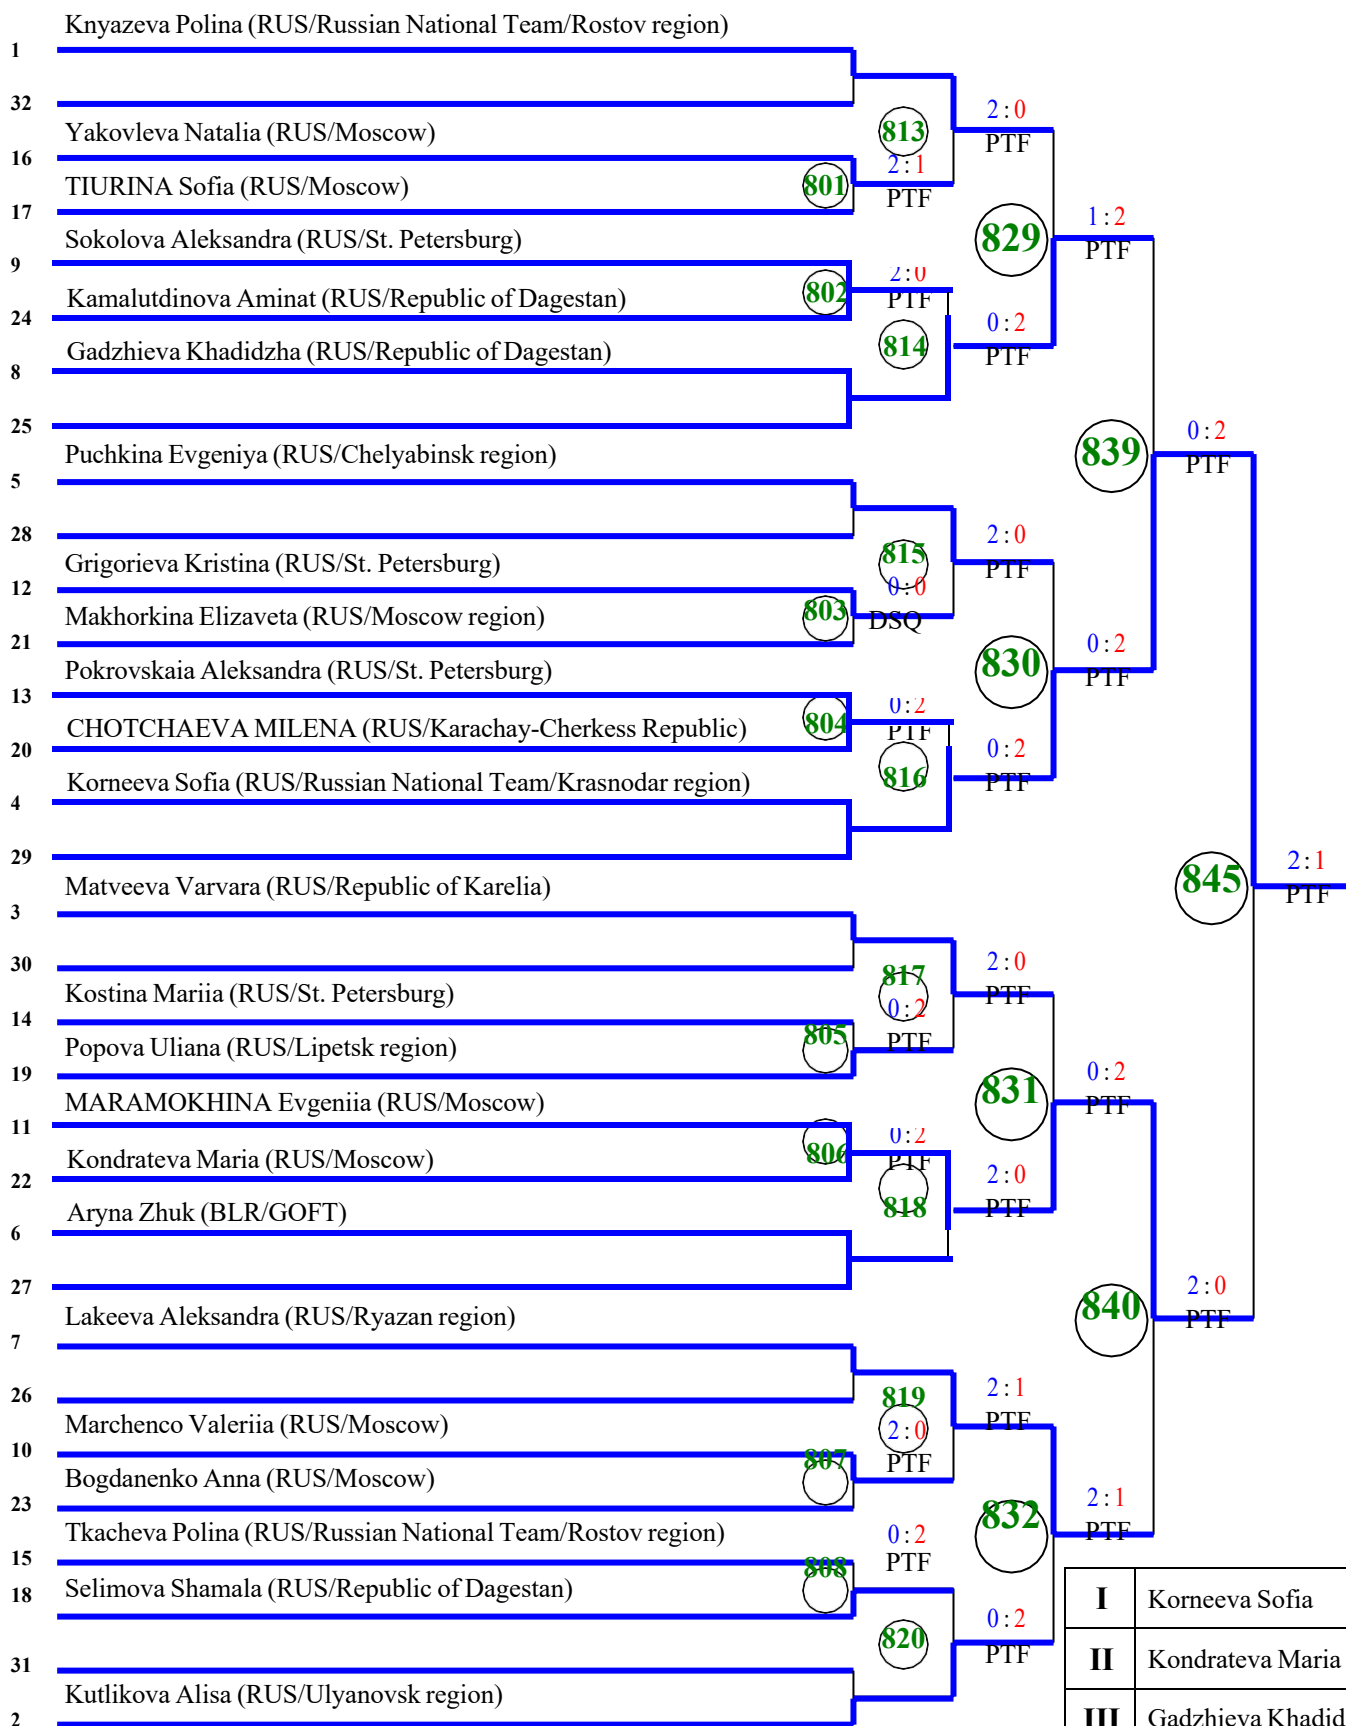 Knyazeva Polina (RUS/Russian National Team/Rostov region)
1
32
2:0
Yakovleva Natalia (RUS/Moscow)
813
PTF
16
2:1
TIURINA Sofia (RUS/Moscow)
801
PTF
17
1:2
Sokolova Aleksandra (RUS/St. Petersburg)
829
PTF
9
2:0
Kamalutdinova Aminat (RUS/Republic of Dagestan)
802
PTF
24
0:2
Gadzhieva Khadidzha (RUS/Republic of Dagestan)
814
PTF
8
25
0:2
Puchkina Evgeniya (RUS/Chelyabinsk region)
839
PTF
5
28
2:0
Grigorieva Kristina (RUS/St. Petersburg)
815
PTF
12
0:0
Makhorkina Elizaveta (RUS/Moscow region)
803
DSQ
21
0:2
Pokrovskaia Aleksandra (RUS/St. Petersburg)
830
PTF
13
0:2
CHOTCHAEVA MILENA (RUS/Karachay-Cherkess Republic)
804
PTF
20
0:2
Korneeva Sofia (RUS/Russian National Team/Krasnodar region)
816
PTF
4
29
2:1
Matveeva Varvara (RUS/Republic of Karelia)
845
PTF
3
30
2:0
Kostina Mariia (RUS/St. Petersburg)
817
PTF
14
0:2
Popova Uliana (RUS/Lipetsk region)
805
PTF
19
0:2
MARAMOKHINA Evgeniia (RUS/Moscow)
831
PTF
11
0:2
Kondrateva Maria (RUS/Moscow)
806
PTF
22
2:0
Aryna Zhuk (BLR/GOFT)
818
PTF
6
27
2:0
Lakeeva Aleksandra (RUS/Ryazan region)
840
PTF
7
26
2:1
Marchenco Valeriia (RUS/Moscow)
819
PTF
10
2:0
Bogdanenko Anna (RUS/Moscow)
807
PTF
23
2:1
Tkacheva Polina (RUS/Russian National Team/Rostov region)
0:2
832
PTF
15
PTF
18
Selimova Shamala (RUS/Republic of Dagestan)
808
I Korneeva Sofia
0:2
820
PTF
31
II Kondrateva Maria
Kutlikova Alisa (RUS/Ulyanovsk region)
2
III Gadzhieva Khadid